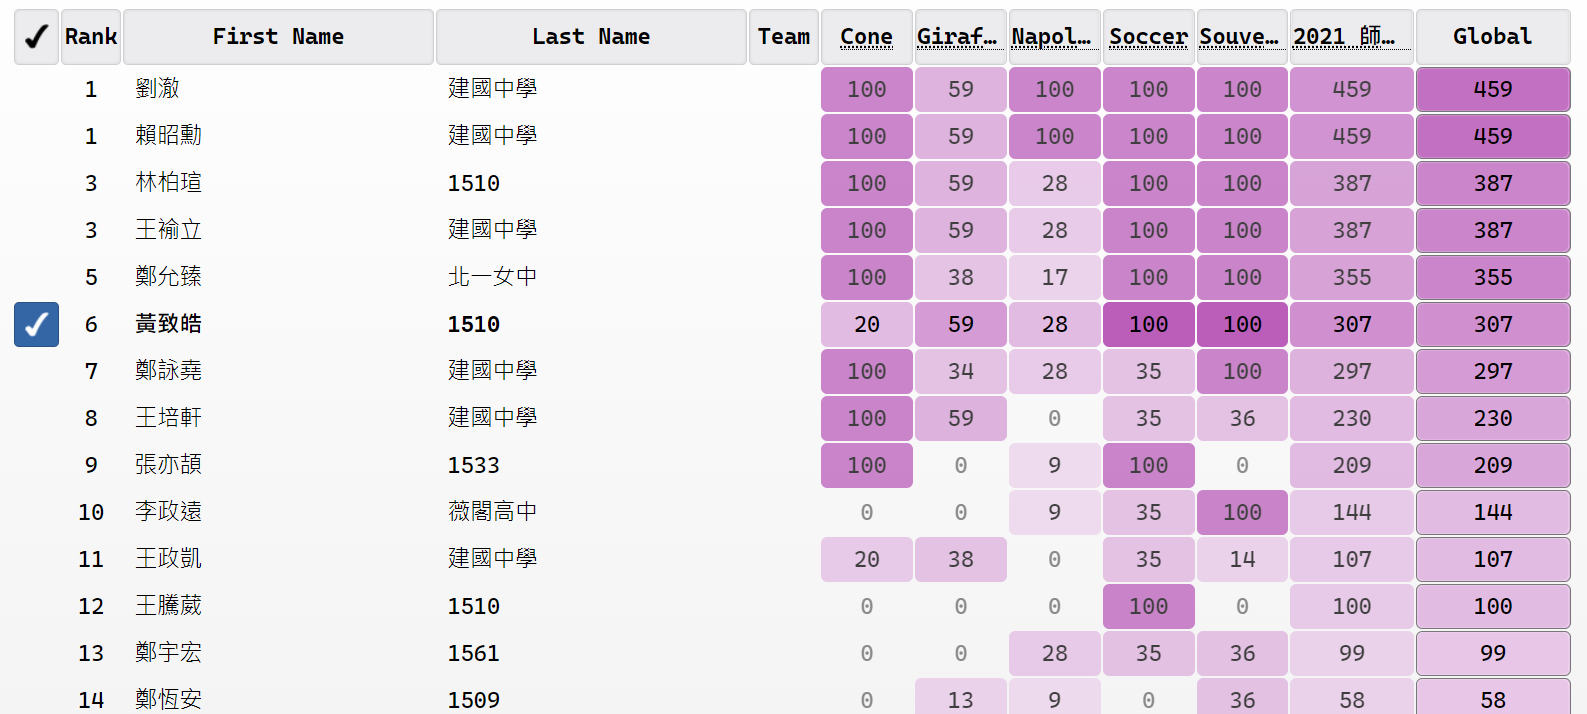 ✓ Rank First Name Last Name Team Cone Giraf… Napol… Soccer Souve… 2021 師… Global
1 劉澈 建國中學 100 59 100 100 100 459 459
1 賴昭勳 建國中學 100 59 100 100 100 459 459
3 林柏瑄 1510 100 59 28 100 100 387 387
3 王褕立 建國中學 100 59 28 100 100 387 387
5 鄭允臻 北一女中 100 38 17 100 100 355 355
✓ 6 黃致皓 1510 20 59 28 100 100 307 307
7 鄭詠堯 建國中學 100 34 28 35 100 297 297
8 王培軒 建國中學 100 59 0 35 36 230 230
9 張亦頡 1533 100 0 9 100 0 209 209
10 李政遠 薇閣高中 0 0 9 35 100 144 144
11 王政凱 建國中學 20 38 0 35 14 107 107
12 王騰葳 1510 0 0 0 100 0 100 100
13 鄭宇宏 1561 0 0 28 35 36 99 99
14 鄭恆安 1509 0 13 9 0 36 58 58